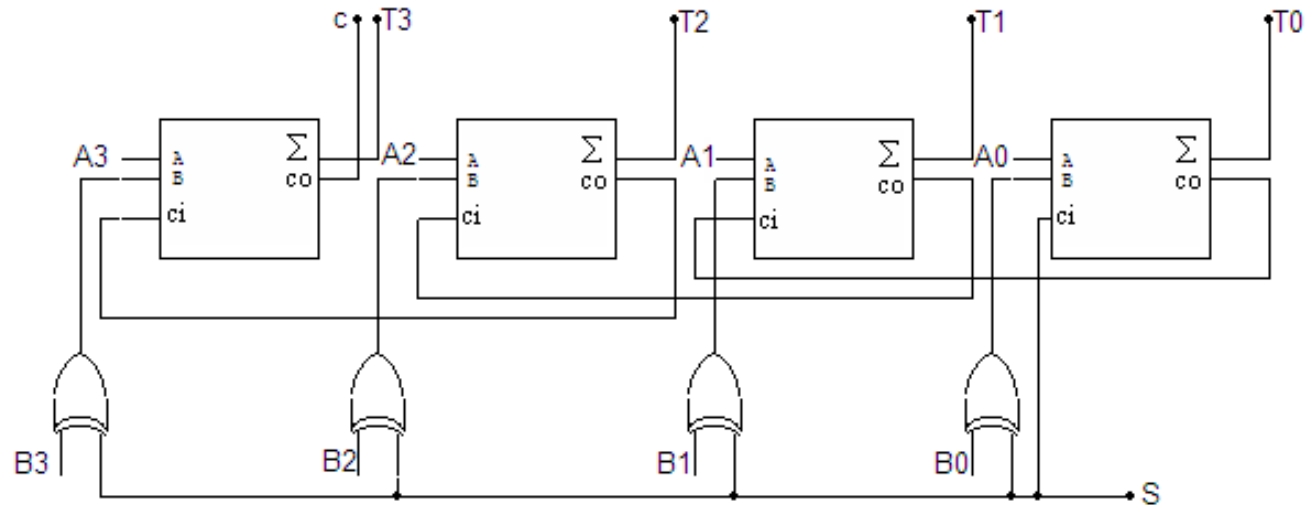 c T3 T2 T1 T0
A3 A Σ A2 A Σ A1 A Σ A0 A Σ
B co B co B co B co
ci ci ci ci
B3 B2 B1 B0
S